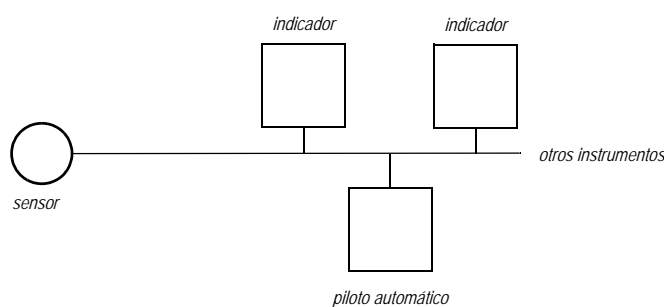 indicador
indicador
otros instrumentos
sensor
piloto automático